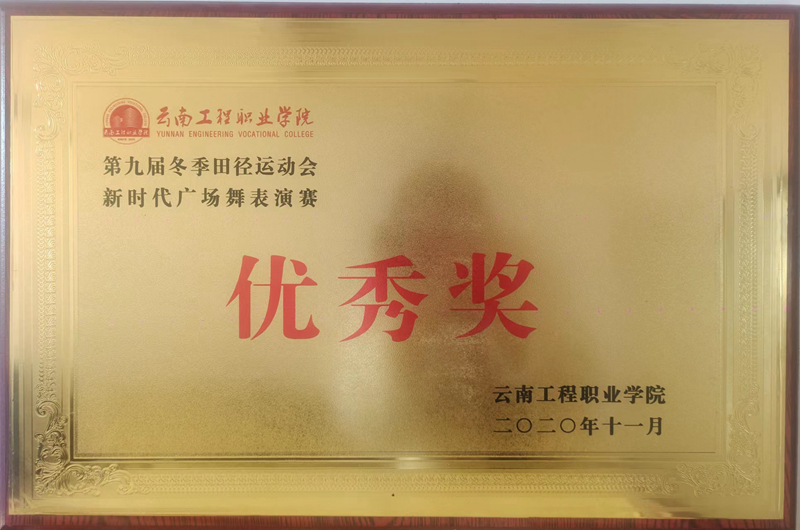 云南工程职业学院
YUNNAN ENGINEERING VOCATIONAL COLLEGE
第九届冬季田径运动会
新时代广场舞表演赛
优秀奖
云南工程职业学院
二〇二〇年十一月